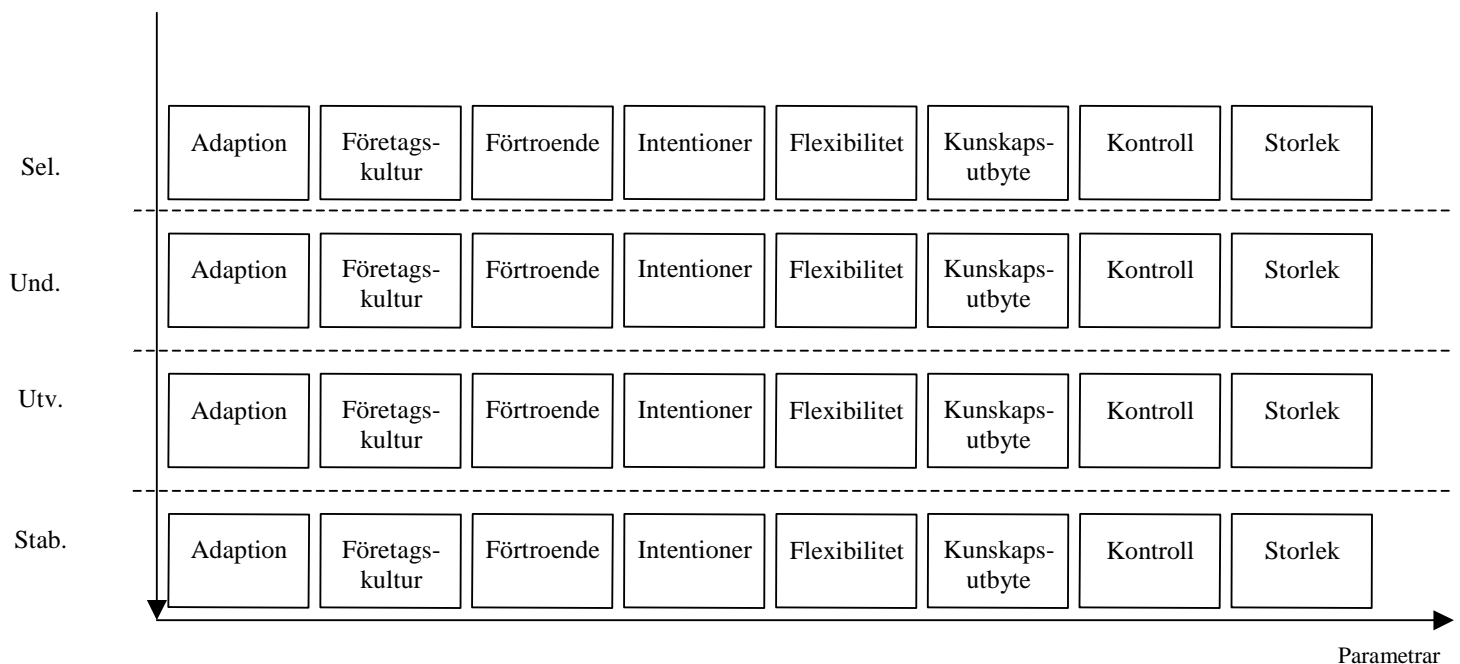 Adaption Företags- Förtroende Intentioner Flexibilitet Kunskaps- Kontroll Storlek
kultur utbyte
Sel.
Adaption Företags- Förtroende Intentioner Flexibilitet Kunskaps- Kontroll Storlek
kultur utbyte
Und.
Adaption Företags- Förtroende Intentioner Flexibilitet Kunskaps- Kontroll Storlek
kultur utbyte
Utv.
Adaption Företags- Förtroende Intentioner Flexibilitet Kunskaps- Kontroll Storlek
kultur utbyte
Stab.
Parametrar